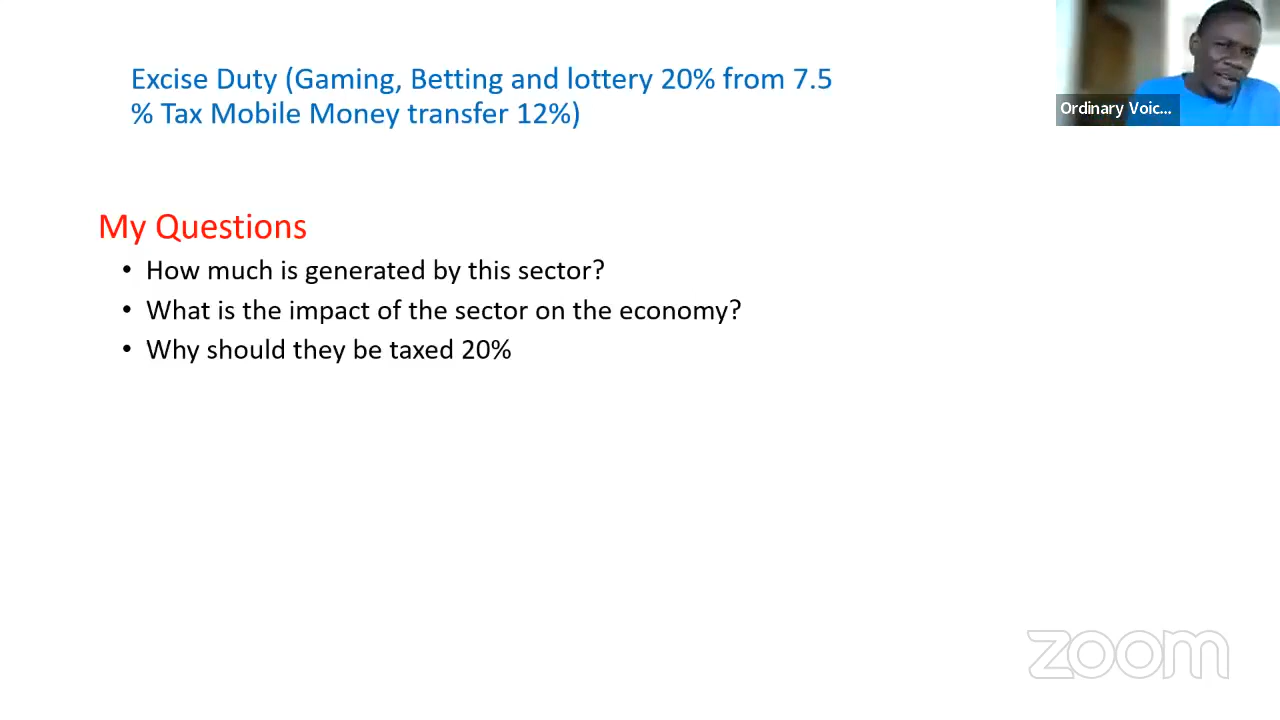 Excise Duty (Gaming, Betting and lottery 20% from 7.5
% Tax Mobile Money transfer 12%)
Ordinary Voic...
My Questions
• How much is generated by this sector?
• What is the impact of the sector on the economy?
• Why should they be taxed 20%
zoom